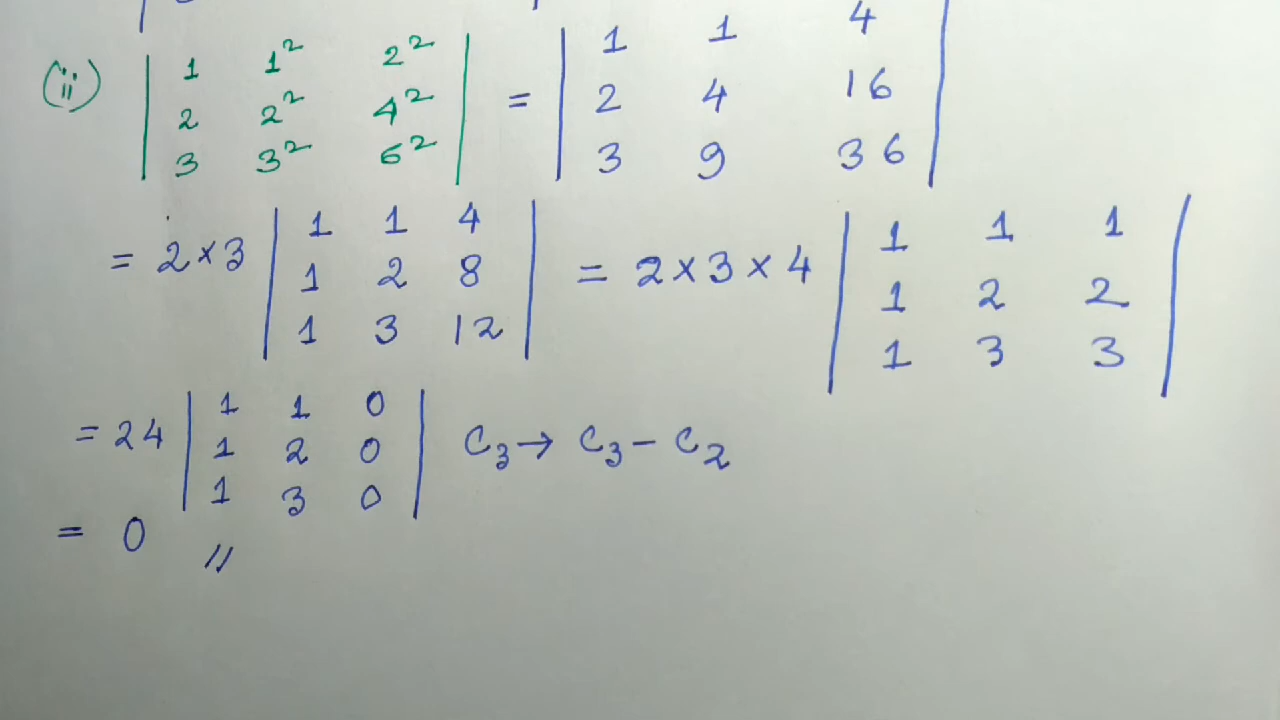 (ii) | 1 1² 2² | = | 1 1 4 |
| 2 2² 4² | | 2 4 16 |
| 3 3² 6² | | 3 9 36 |
= 2×3 | 1 1 4 | = 2×3×4 | 1 1 1 |
| 1 2 8 | | 1 2 2 |
| 1 3 12 | | 1 3 3 |
= 24 | 1 1 0 | C₃→ C₃– C₂
| 1 2 0 |
| 1 3 0 |
= 0 //